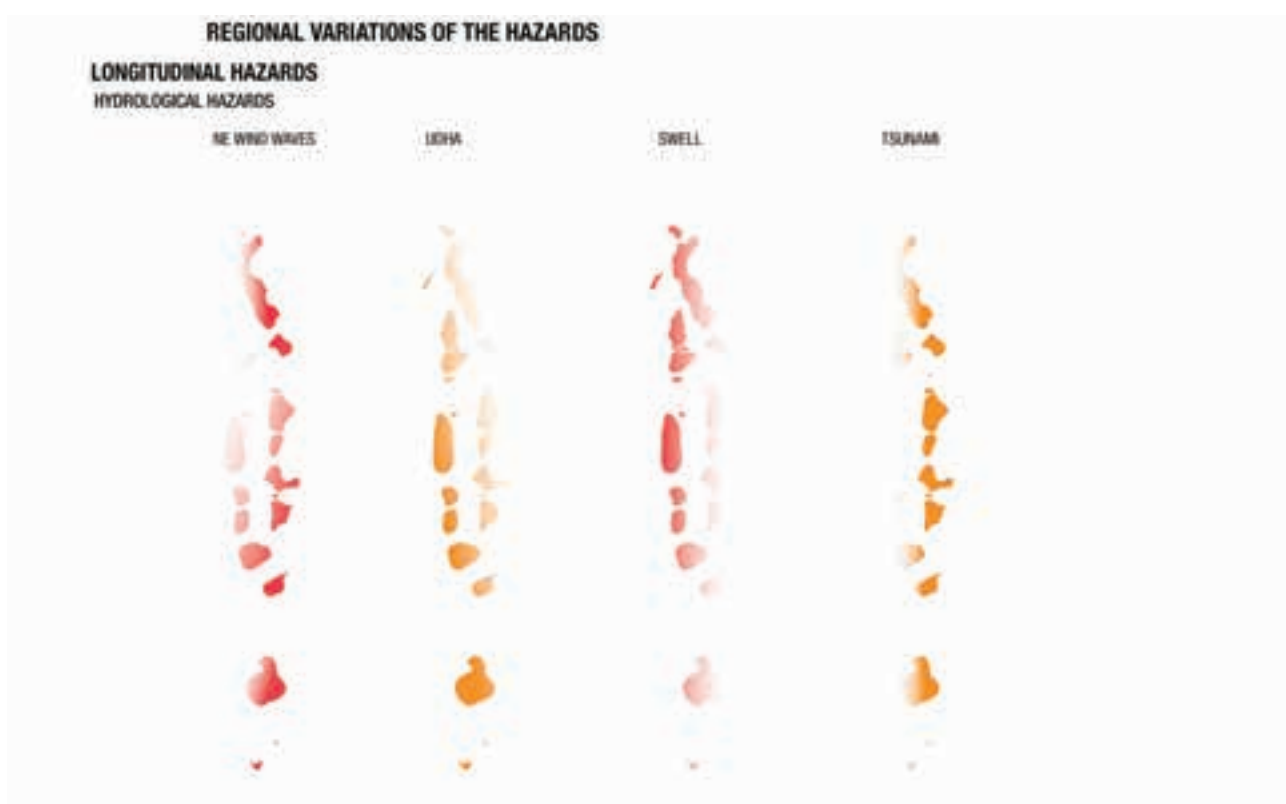 REGIONAL VARIATIONS OF THE HAZARDS
LONGITUDINAL HAZARDS
HYDROLOGICAL HAZARDS
NE WIND WAVES UDHA SWELL TSUNAMI